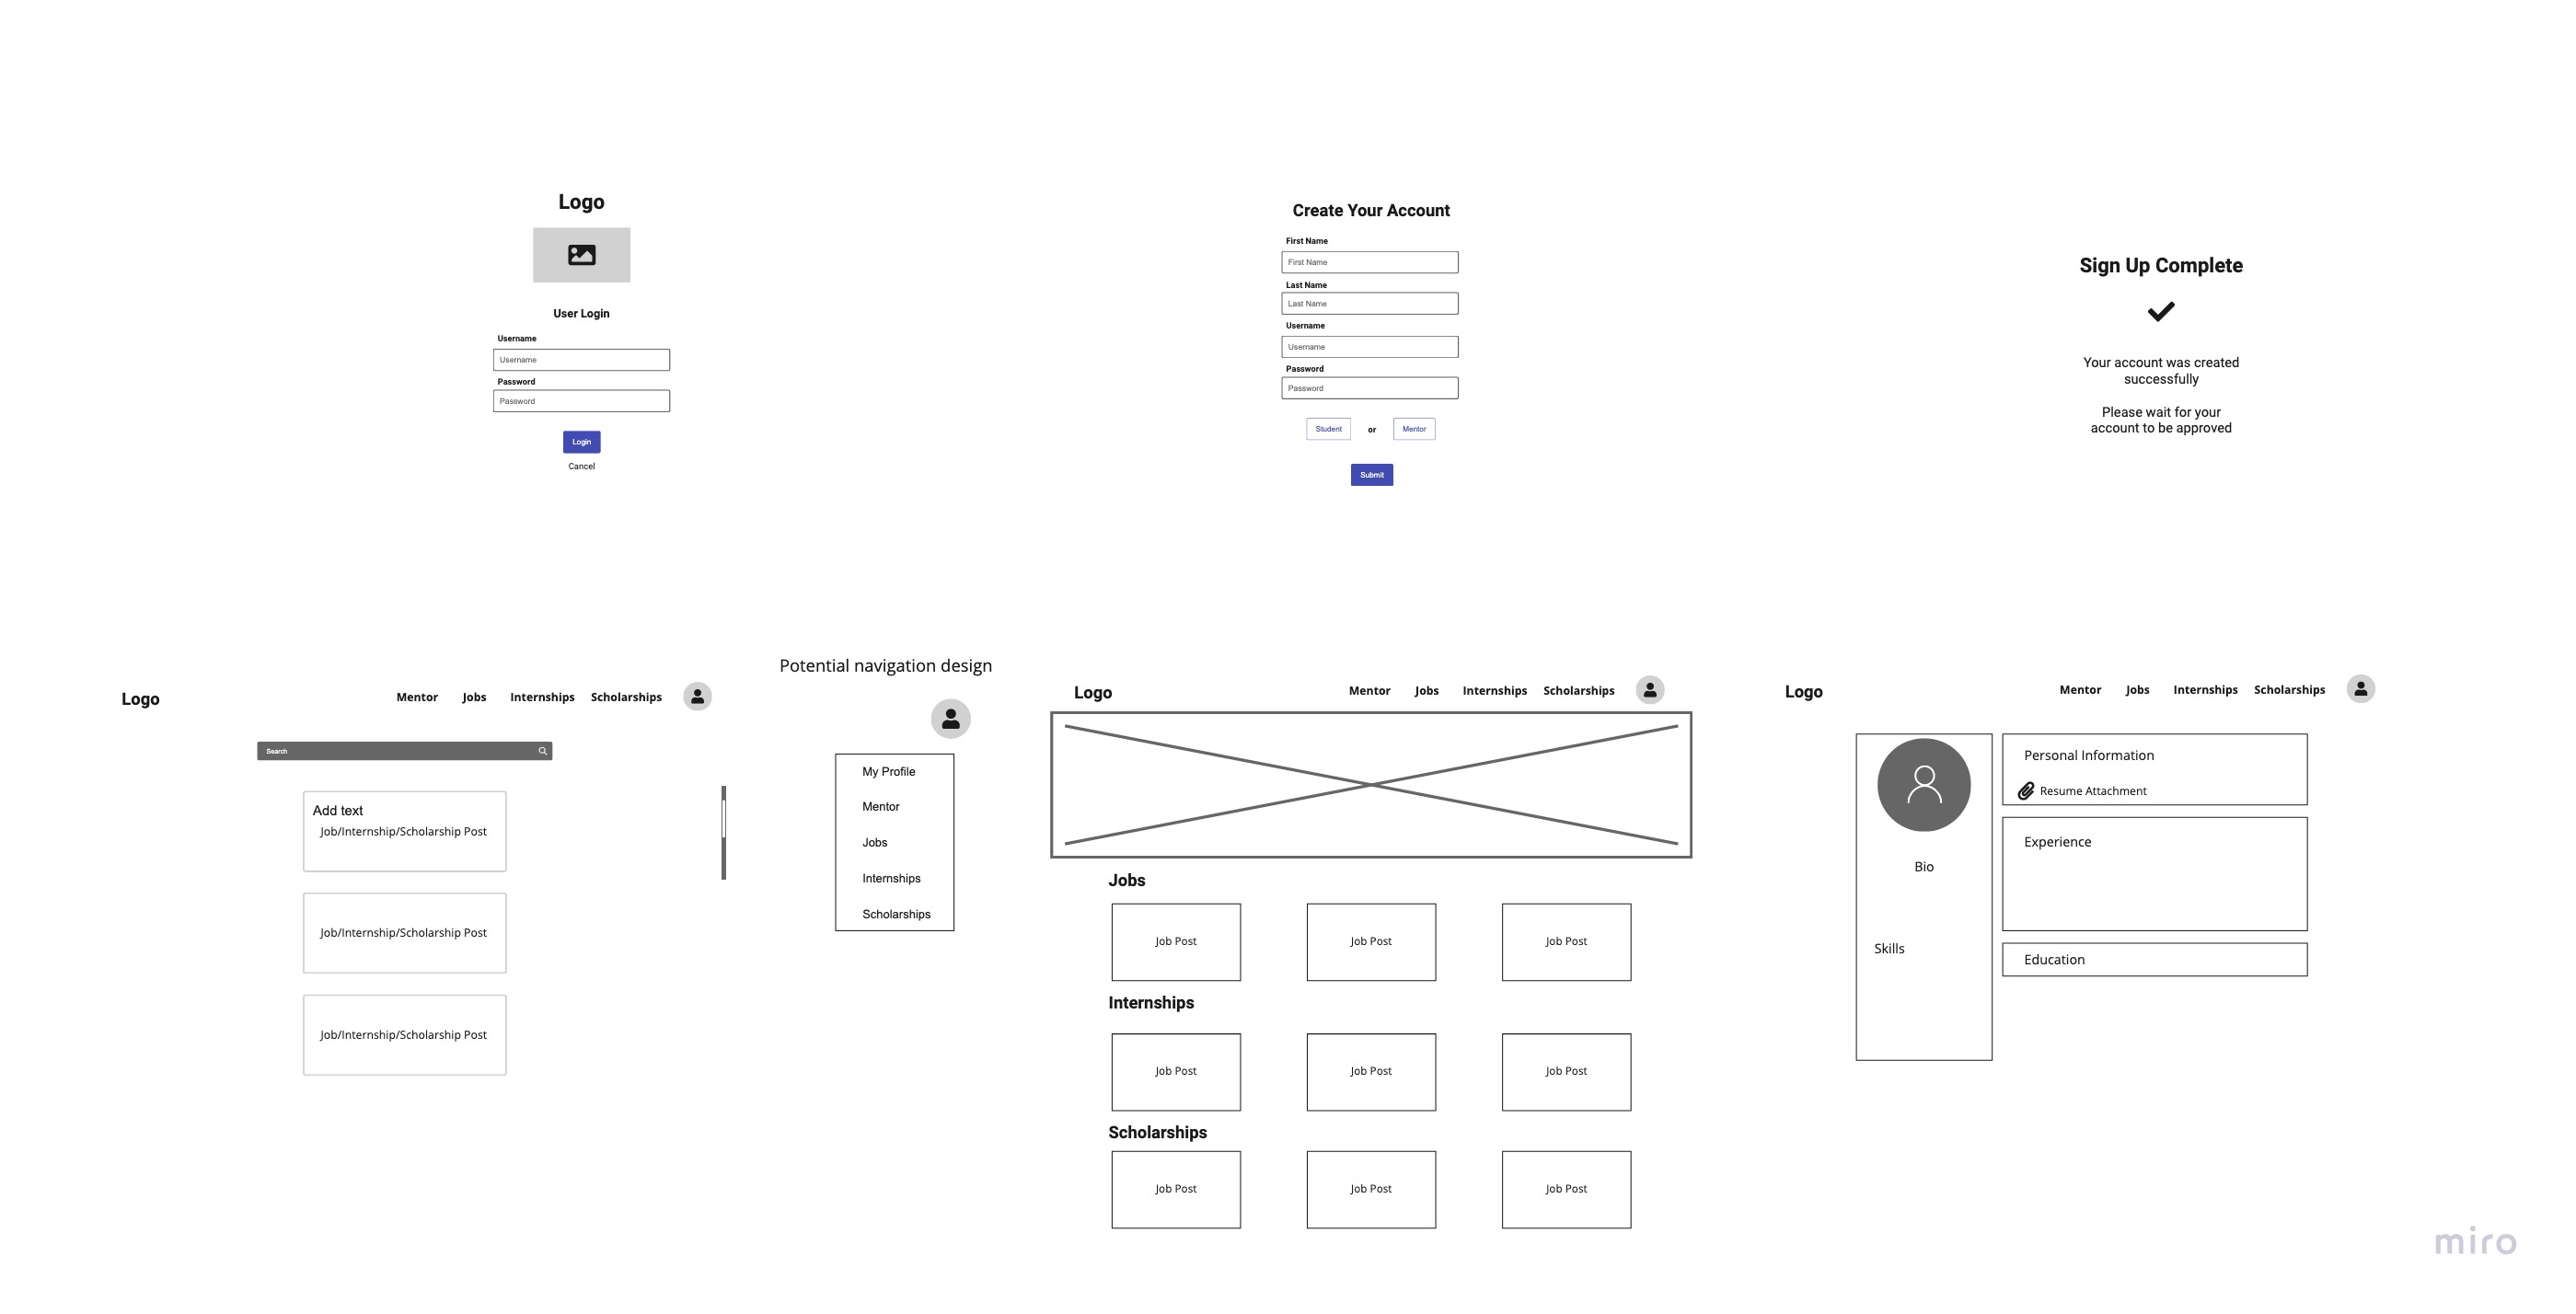 Logo
User Login
Username
Username
Password
Password
Login
Cancel
Create Your Account
First Name
First Name
Last Name
Last Name
Username
Username
Password
Password
Student or Mentor
Submit
Sign Up Complete
Your account was created
successfully
Please wait for your
account to be approved
Logo Mentor Jobs Internships Scholarships
Search
Add text
Job/Internship/Scholarship Post
Job/Internship/Scholarship Post
Job/Internship/Scholarship Post
Potential navigation design
My Profile
Mentor
Jobs
Internships
Scholarships
Logo Mentor Jobs Internships Scholarships
Jobs
Job Post Job Post Job Post
Internships
Job Post Job Post Job Post
Scholarships
Job Post Job Post Job Post
Logo Mentor Jobs Internships Scholarships
Bio
Skills
Personal Information
Resume Attachment
Experience
Education
miro